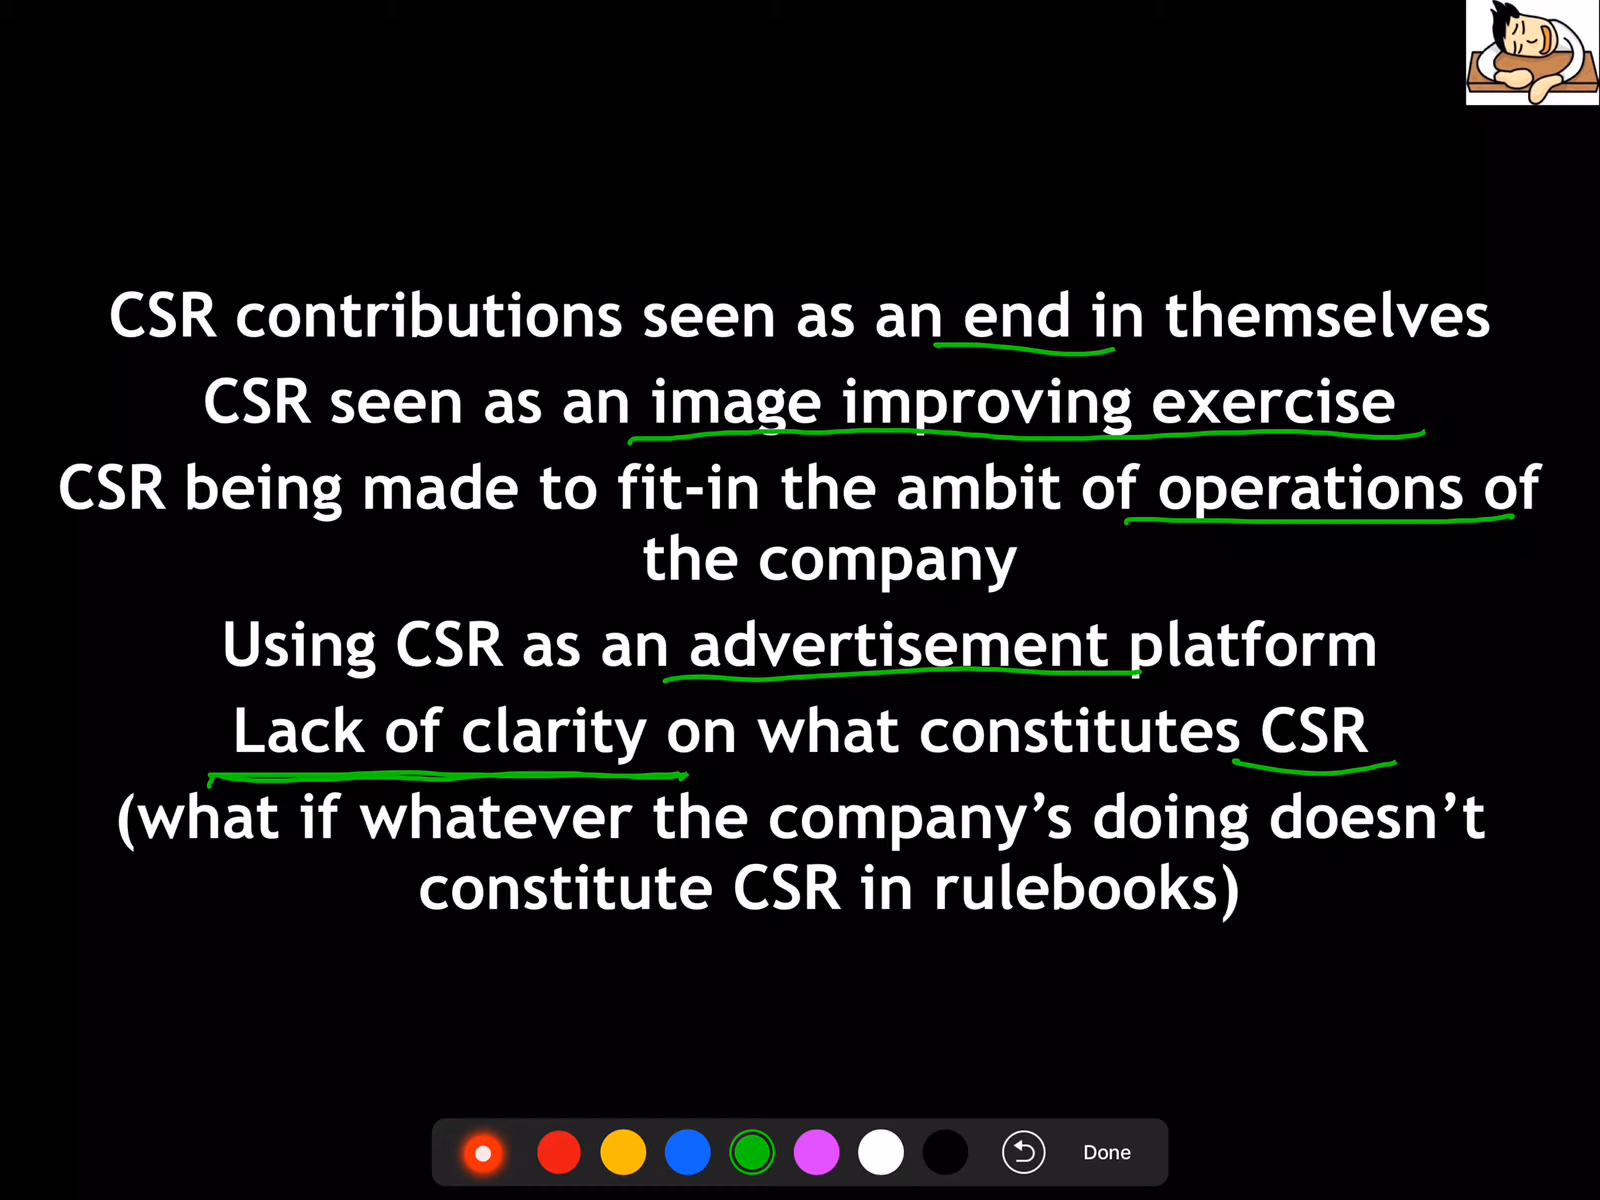 CSR contributions seen as an end in themselves
CSR seen as an image improving exercise
CSR being made to fit-in the ambit of operations of
the company
Using CSR as an advertisement platform
Lack of clarity on what constitutes CSR
(what if whatever the company’s doing doesn’t
constitute CSR in rulebooks)
Done